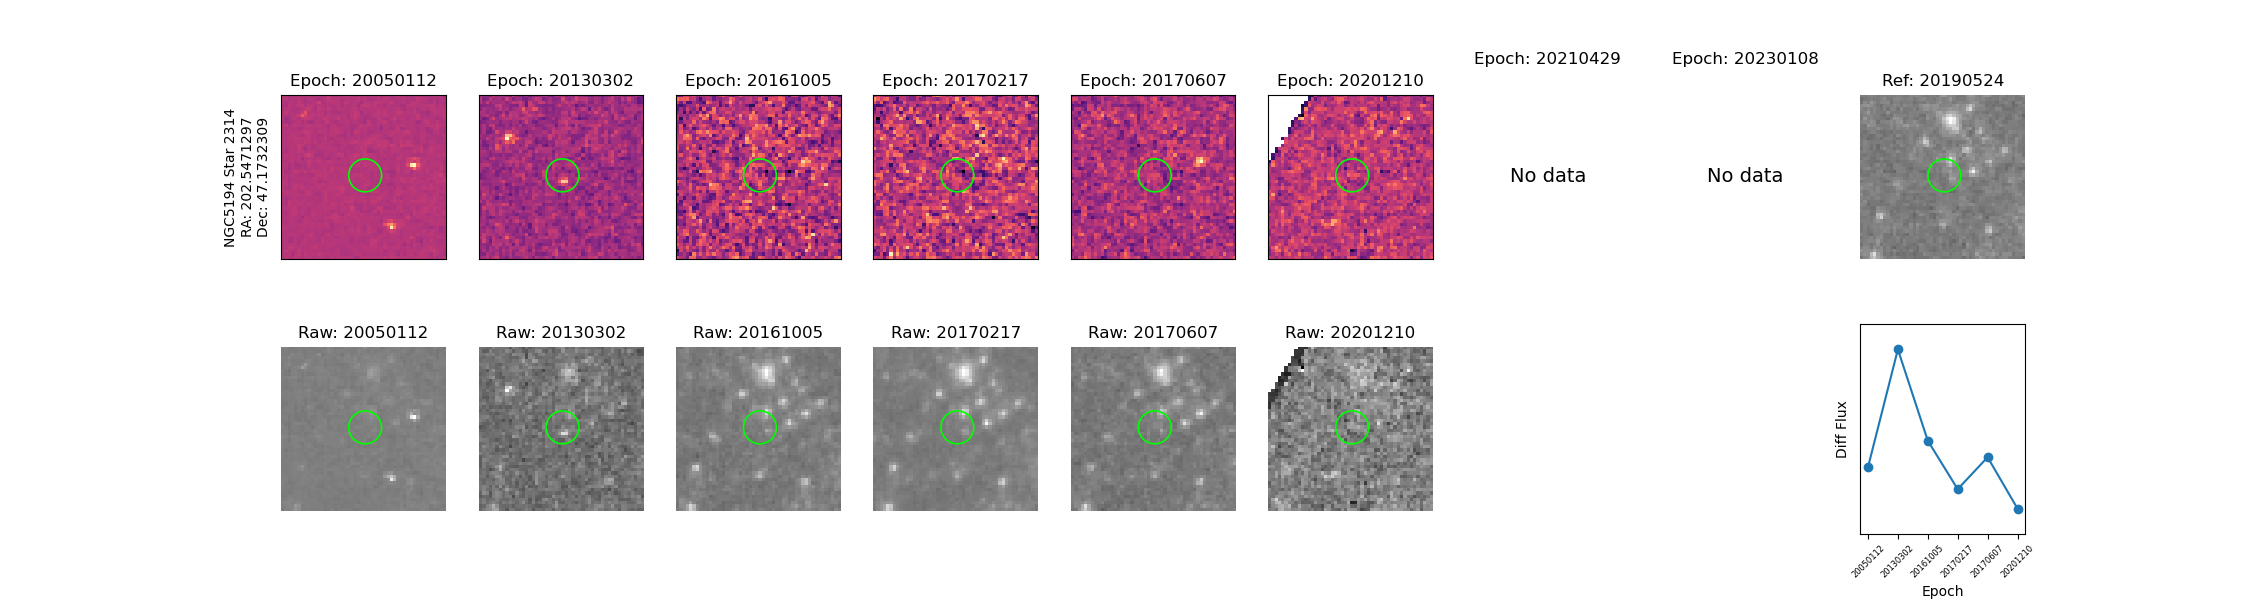 NGC5194 Star 2314
RA: 202.5471297
Dec: 47.1732309
Epoch: 20050112
Epoch: 20130302
Epoch: 20161005
Epoch: 20170217
Epoch: 20170607
Epoch: 20201210
Epoch: 20210429
Epoch: 20230108
Ref: 20190524
No data
No data
Raw: 20050112
Raw: 20130302
Raw: 20161005
Raw: 20170217
Raw: 20170607
Raw: 20201210
Diff Flux
20050112
20130302
20161005
20170217
20170607
20201210
Epoch